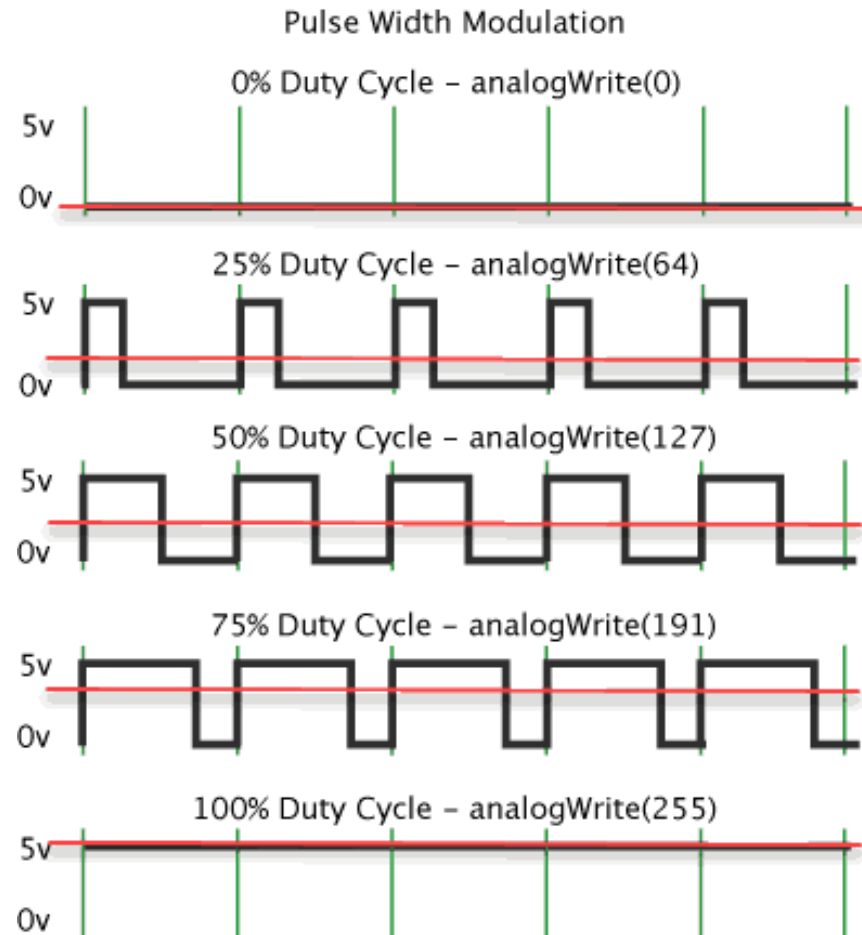 Pulse Width Modulation
0% Duty Cycle – analogWrite(0)
5v
0v
25% Duty Cycle – analogWrite(64)
5v
0v
50% Duty Cycle – analogWrite(127)
5v
0v
75% Duty Cycle – analogWrite(191)
5v
0v
100% Duty Cycle – analogWrite(255)
5v
0v